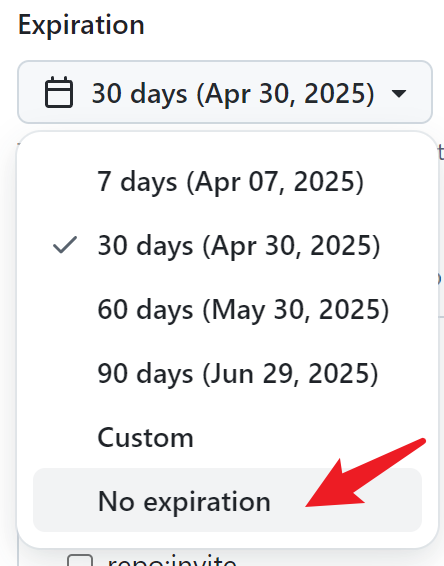 Expiration
30 days (Apr 30, 2025)
7 days (Apr 07, 2025)
30 days (Apr 30, 2025)
60 days (May 30, 2025)
90 days (Jun 29, 2025)
Custom
No expiration
repo:invite